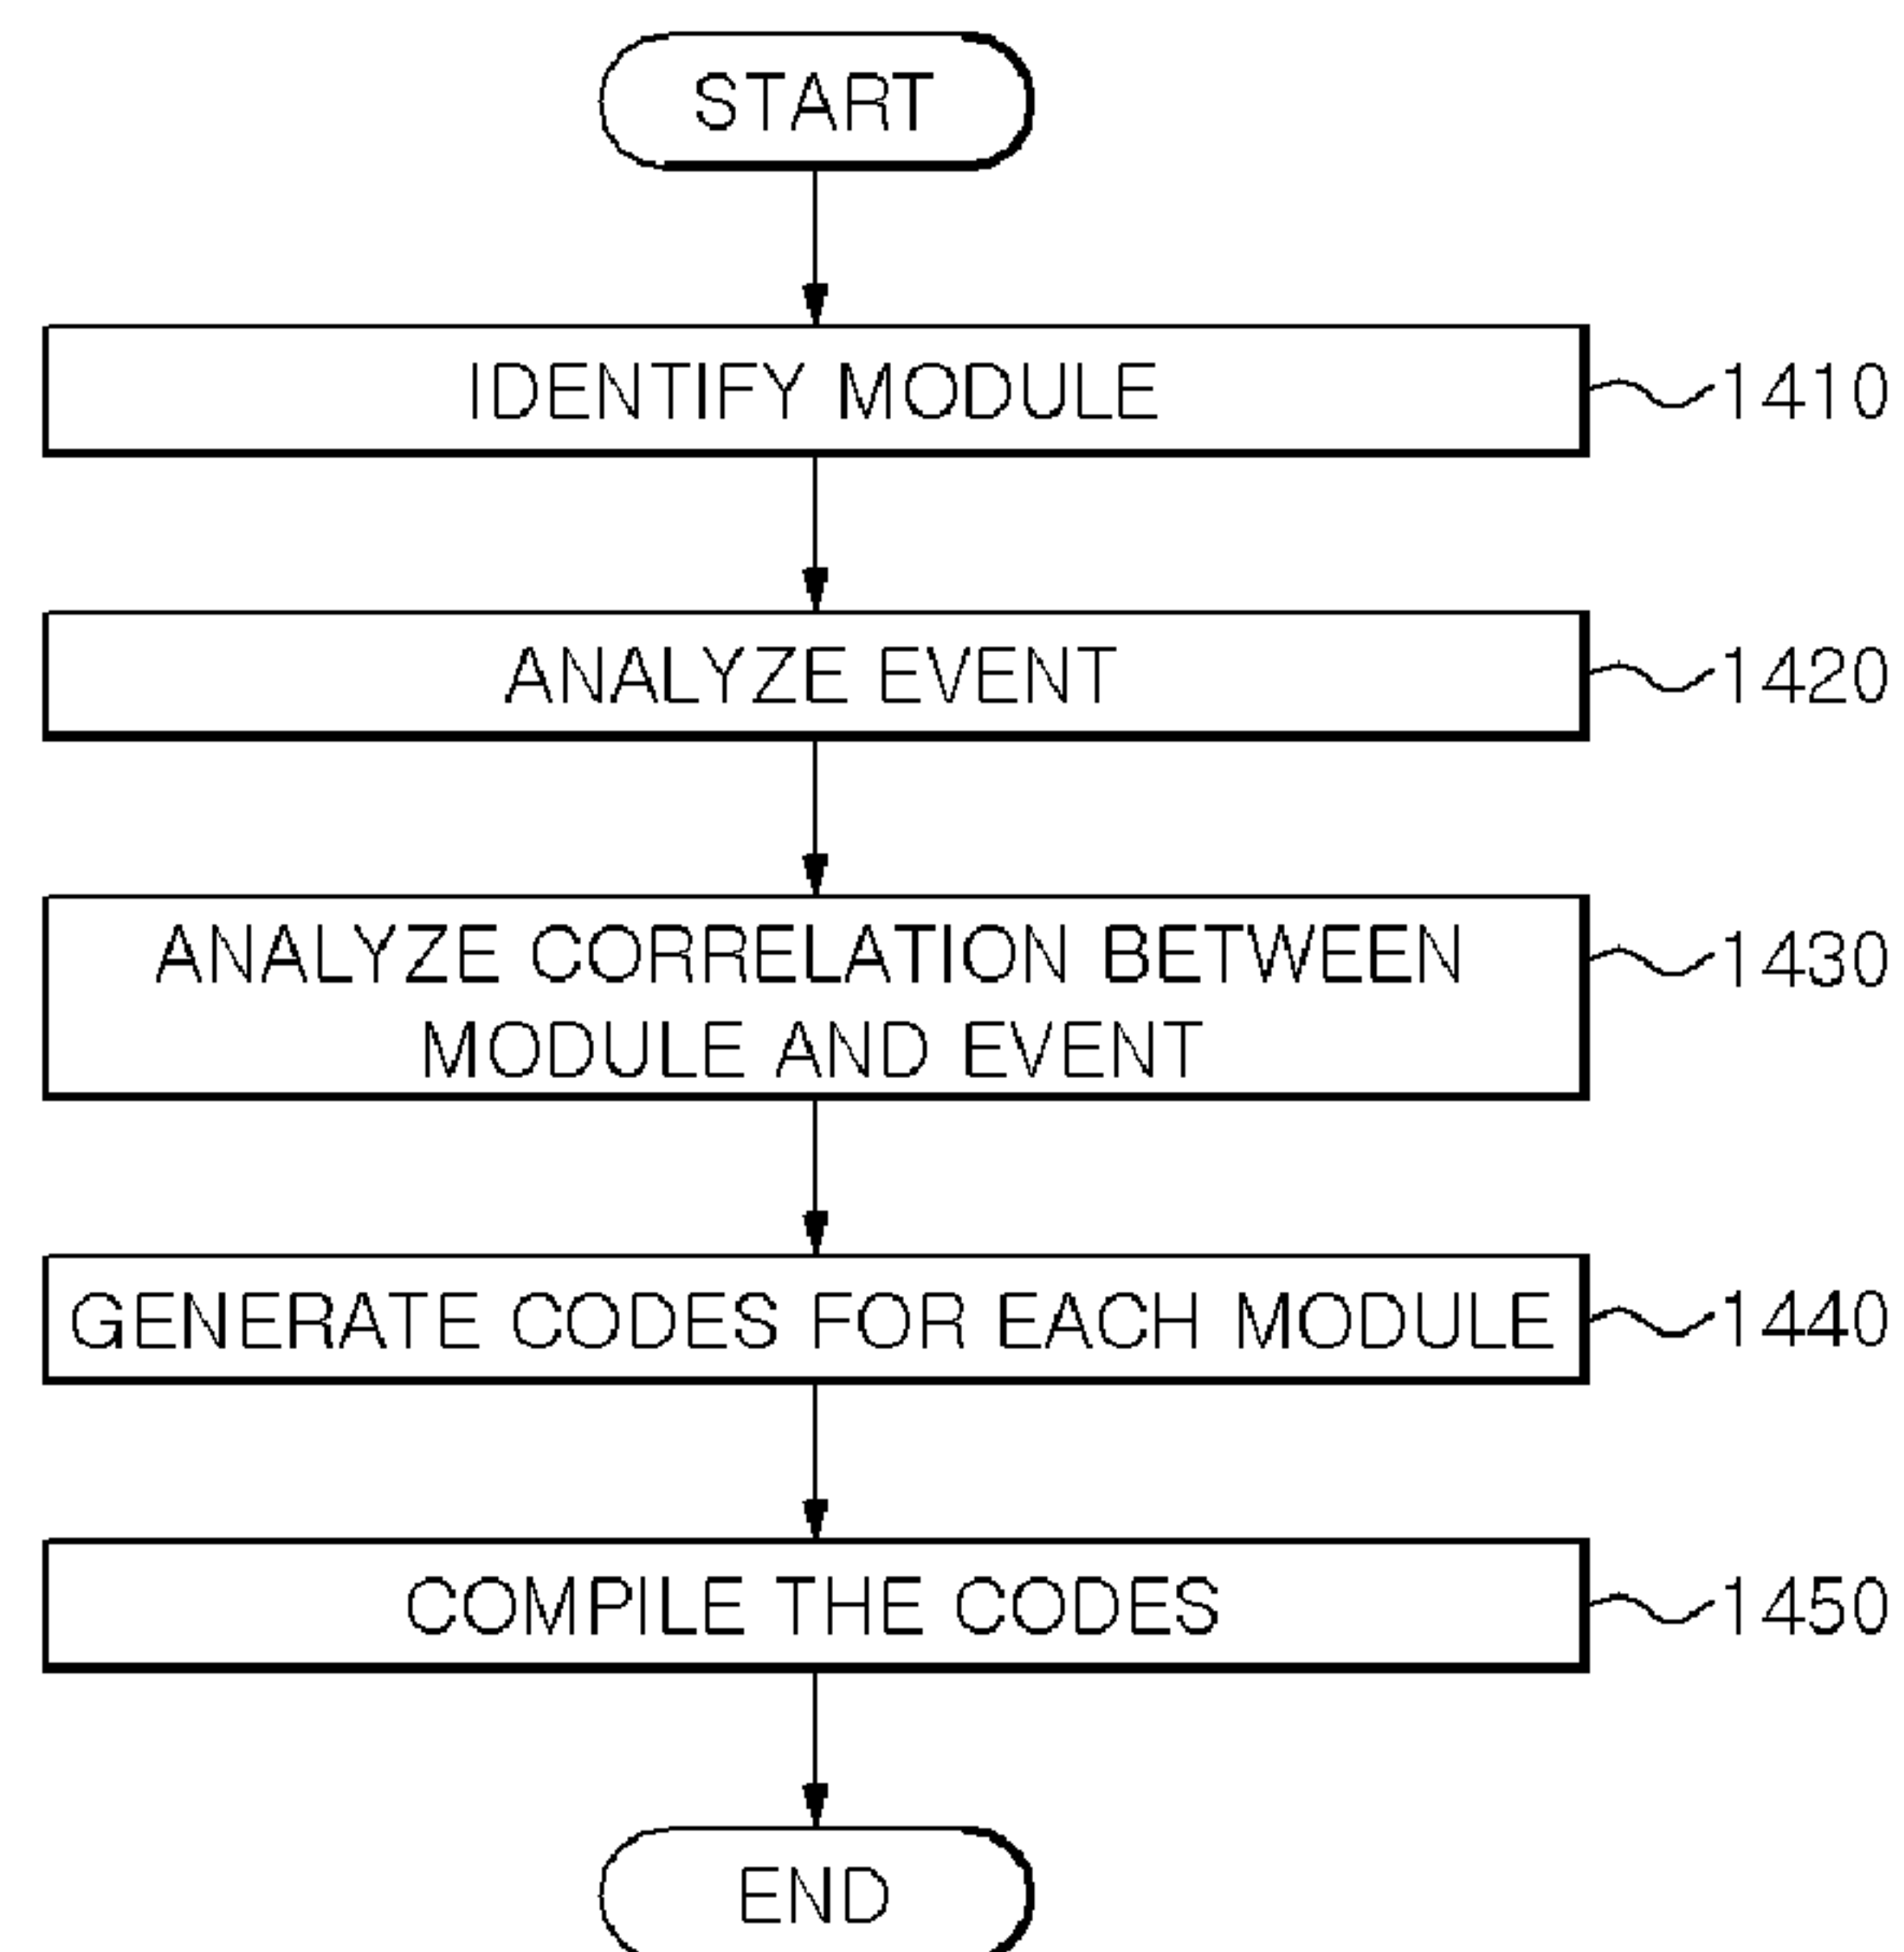 START
IDENTIFY MODULE
1410
ANALYZE EVENT
1420
ANALYZE CORRELATION BETWEEN
1430
MODULE AND EVENT
GENERATE CODES FOR EACH MODULE
1440
COMPILE THE CODES
1450
END